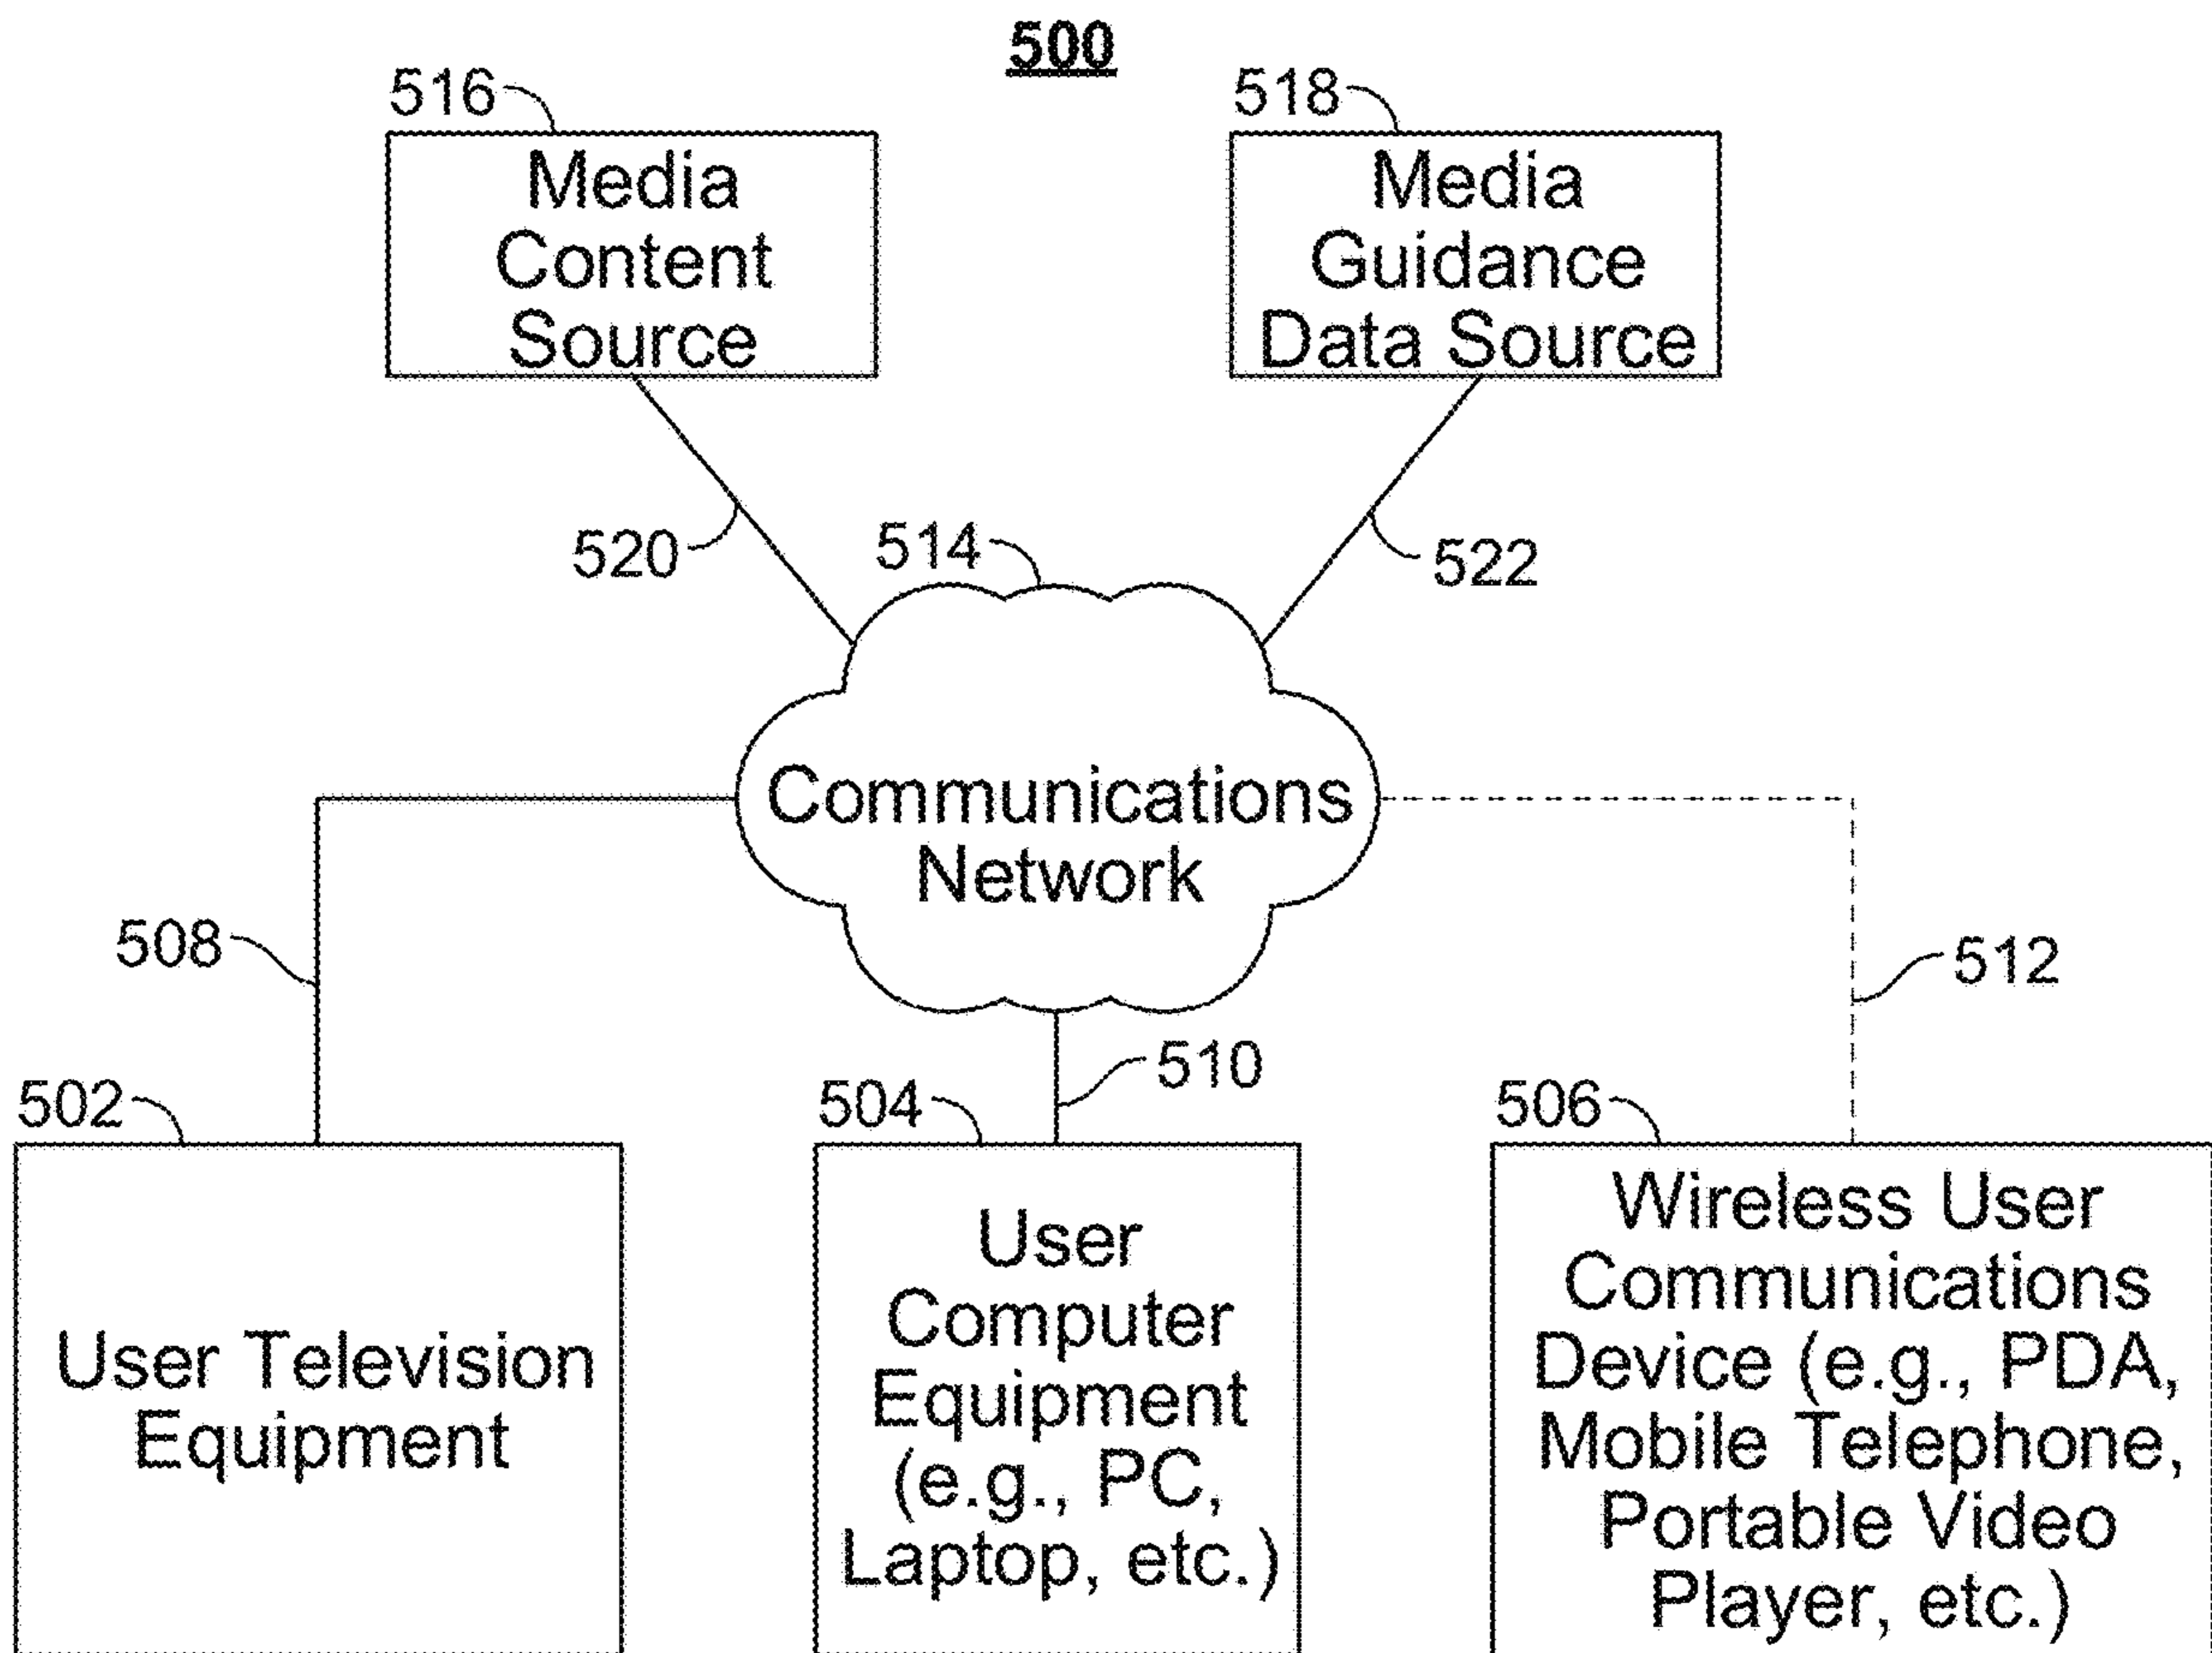 500
516
518
Media
Content
Source
Media
Guidance
Data Source
520
514
522
Communications
Network
508
512
510
502
504
506
User Television
Equipment
User
Computer
Equipment
(e.g., PC,
Laptop, etc.)
Wireless User
Communications
Device (e.g., PDA,
Mobile Telephone,
Portable Video
Player, etc.)